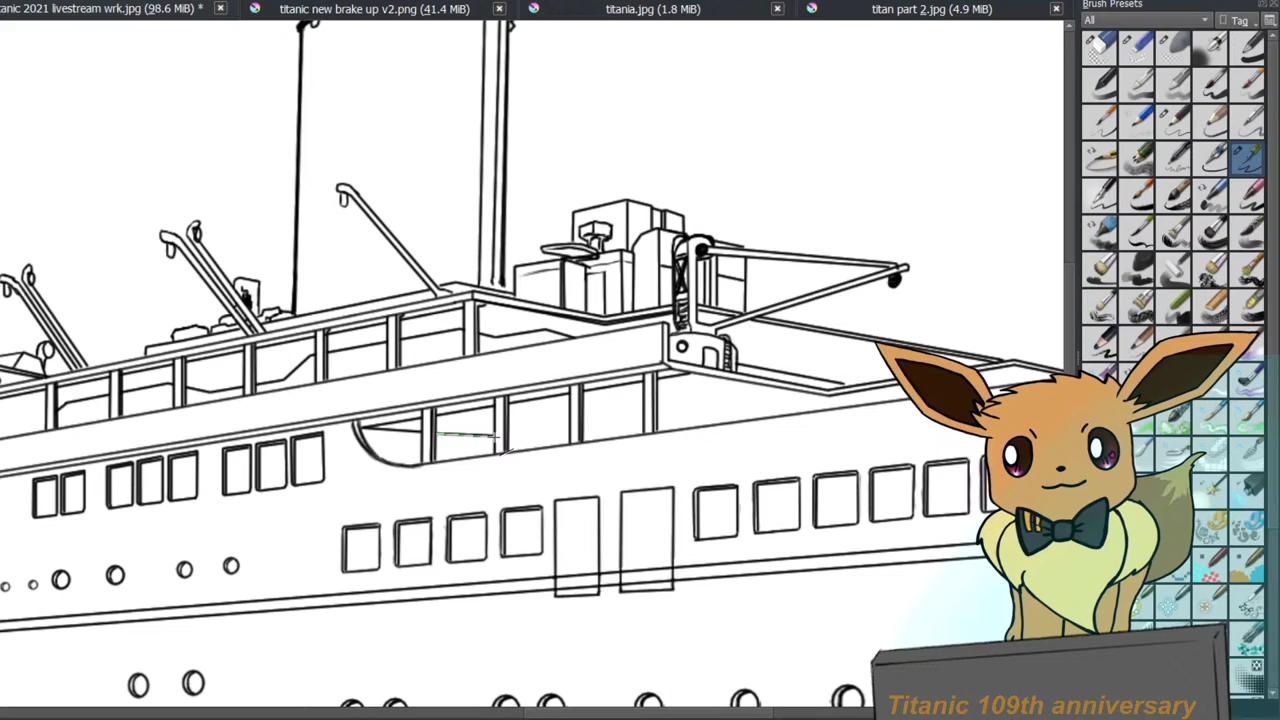 anic 2021 livestream wrk.jpg (98.6 MiB) *
titanic new brake up v2.png (41.4 MiB)
titania.jpg (1.8 MiB)
titan part 2.jpg (4.9 MiB)
Brush Presets
All
Tag
Titanic 109th anniversary